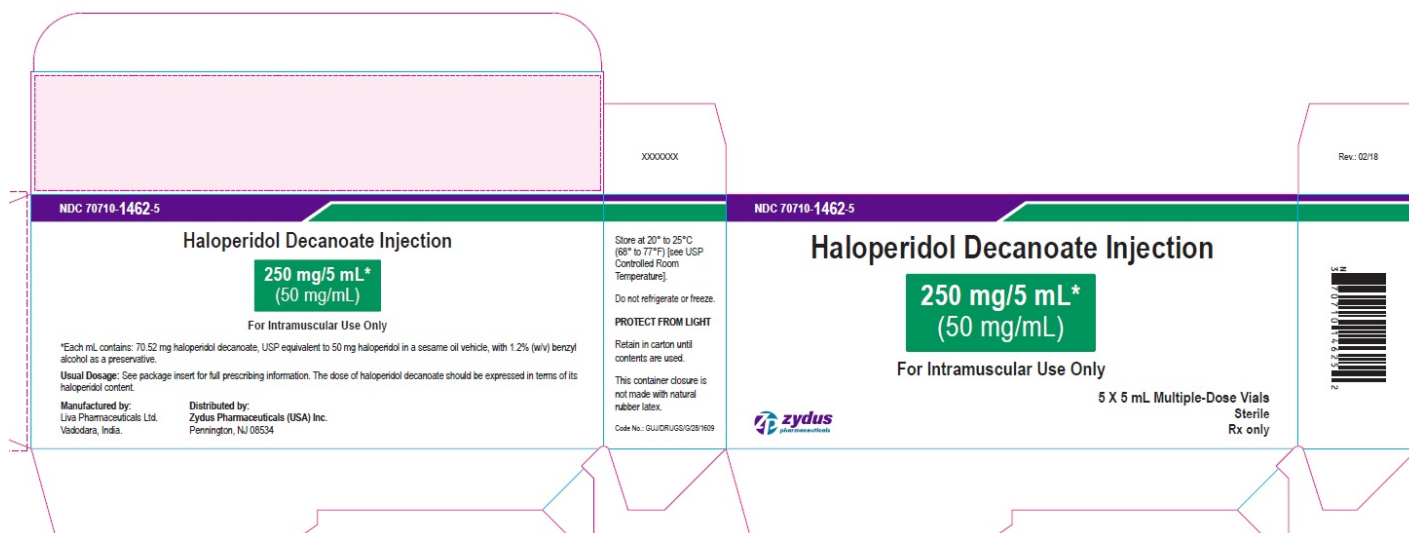 XXXXXXX
Rev.: 02/18
NDC 70710-1462-5
Haloperidol Decanoate Injection
250 mg/5 mL*
(50 mg/mL)
For Intramuscular Use Only
*Each mL contains: 70.52 mg haloperidol decanoate, USP equivalent to 50 mg haloperidol in a sesame oil vehicle, with 1.2% (w/v) benzyl
alcohol as a preservative.
Usual Dosage: See package insert for full prescribing information. The dose of haloperidol decanoate should be expressed in terms of its
haloperidol content.
Manufactured by:
Liva Pharmaceuticals Ltd.
Vadodara, India.
Distributed by:
Zydus Pharmaceuticals (USA) Inc.
Pennington, NJ 08534
Store at 20° to 25°C
(68° to 77°F) [see USP
Controlled Room
Temperature].
Do not refrigerate or freeze.
PROTECT FROM LIGHT
Retain in carton until
contents are used.
This container closure is
not made with natural
rubber latex.
Code No.: GUJ/DRUGS/G/28/1609
NDC 70710-1462-5
Haloperidol Decanoate Injection
250 mg/5 mL*
(50 mg/mL)
For Intramuscular Use Only
5 X 5 mL Multiple-Dose Vials
Sterile
Rx only
zydus
pharmaceuticals
N
3 70710 14625 2